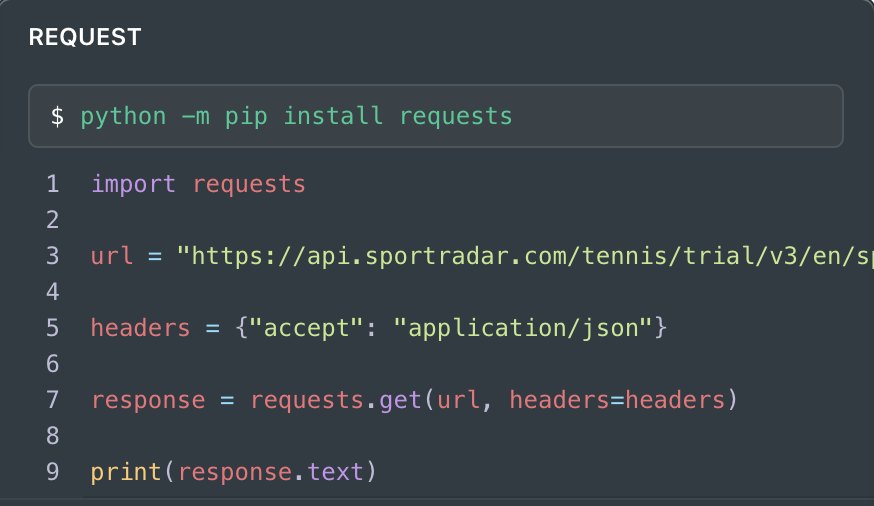 REQUEST
$ python -m pip install requests
1 import requests
2
3 url = "https://api.sportradar.com/tennis/trial/v3/en/
4
5 headers = {"accept": "application/json"}
6
7 response = requests.get(url, headers=headers)
8
9 print(response.text)